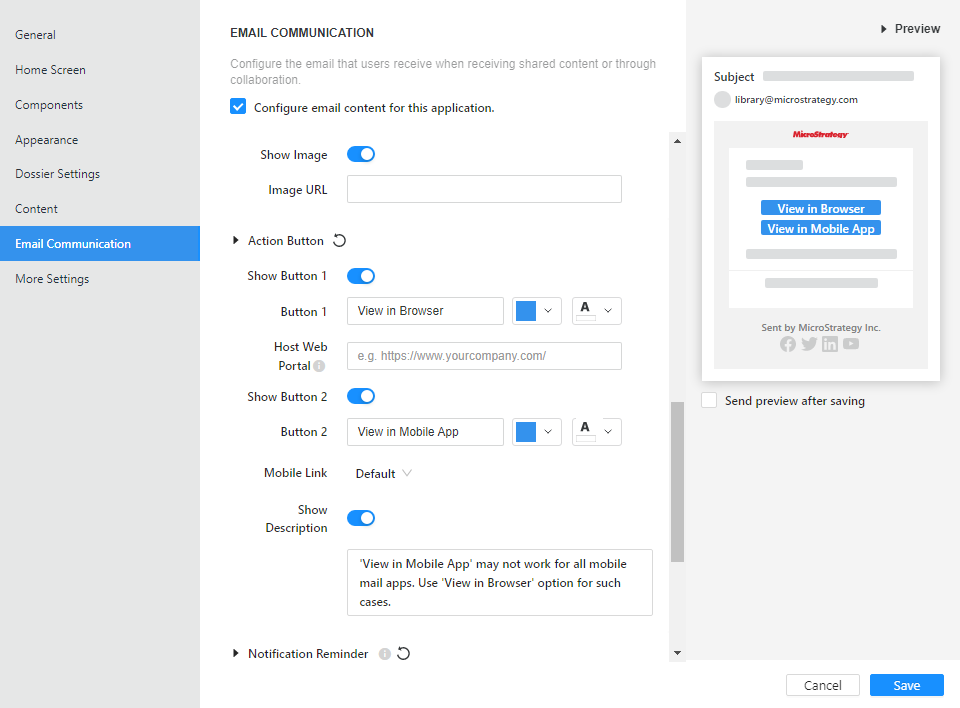 General
Home Screen
Components
Appearance
Dossier Settings
Content
Email Communication
More Settings
EMAIL COMMUNICATION
Configure the email that users receive when receiving shared content or through
collaboration.
Configure email content for this application.
Show Image
Image URL
Action Button
Show Button 1
Button 1
View in Browser
A
Host Web
Portal
e.g. https://www.yourcompany.com/
Show Button 2
Button 2
View in Mobile App
A
Mobile Link
Default
Show
Description
'View in Mobile App' may not work for all mobile
mail apps. Use 'View in Browser' option for such
cases.
Notification Reminder
Preview
Subject
library@microstrategy.com
MicroStrategy
View in Browser
View in Mobile App
Sent by MicroStrategy Inc.
Send preview after saving
Cancel
Save